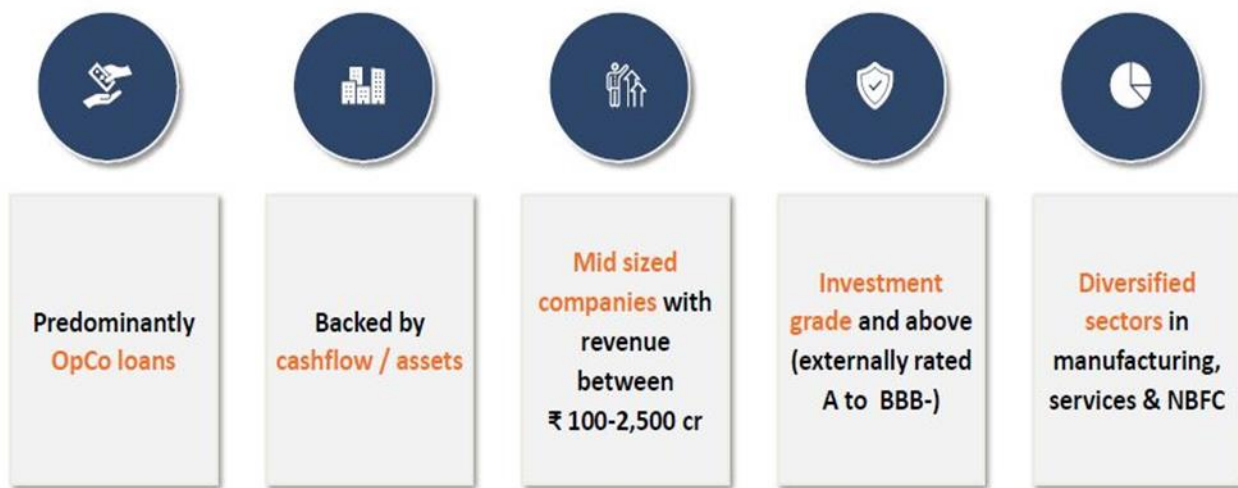 Predominantly
OpCo loans
Backed by
cashflow / assets
Mid sized
companies with
revenue
between
₹ 100-2,500 cr
Investment
grade and above
(externally rated
A to BBB-)
Diversified
sectors in
manufacturing,
services & NBFC